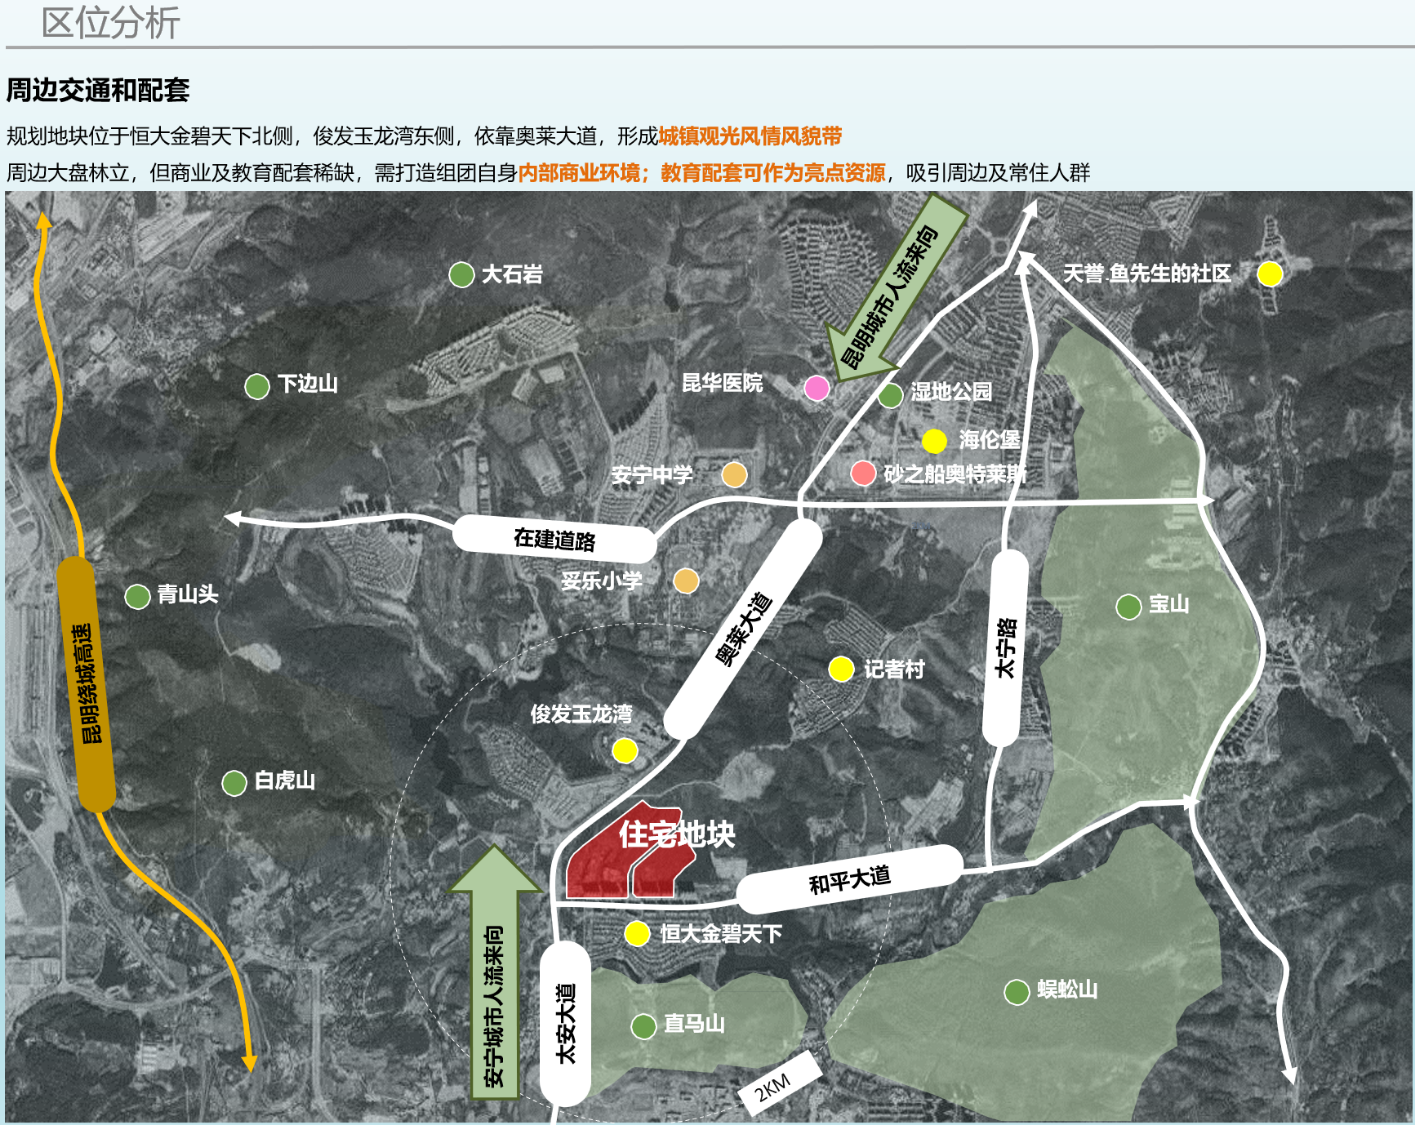 区位分析
周边交通和配套
规划地块位于恒大金碧天下北侧，俊发玉龙湾东侧，依靠奥莱大道，形成城镇观光风情风貌带
周边大盘林立，但商业及教育配套稀缺，需打造组团自身内部商业环境；教育配套可作为亮点资源，吸引周边及常住人群
昆明城市人流来向
大石岩
天誉.鱼先生的社区
下边山
昆华医院
湿地公园
海伦堡
安宁中学
砂之船奥特莱斯
在建道路
妥乐小学
青山头
宝山
奥莱大道
太宁路
昆明绕城高速
记者村
俊发玉龙湾
白虎山
住宅地块
和平大道
恒大金碧天下
安宁城市人流来向
太安大道
蜈蚣山
直马山
2KM